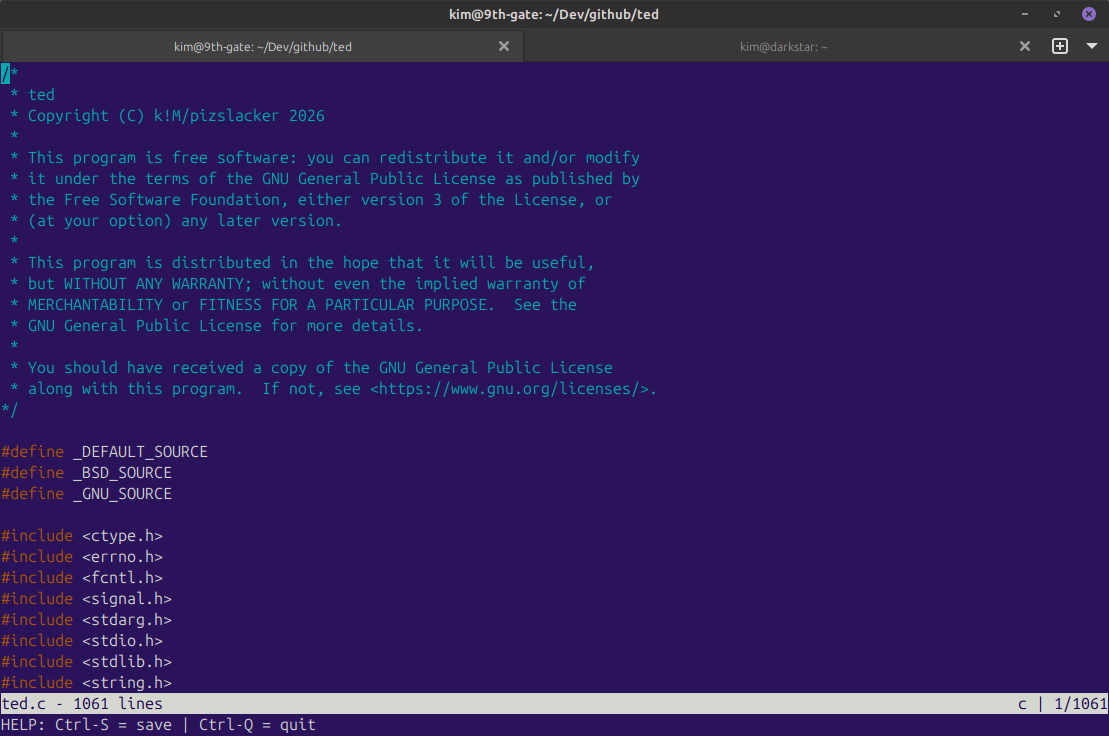 kim@9th-gate: ~/Dev/github/ted
kim@9th-gate: ~/Dev/github/ted
kim@darkstar: ~
/*
 * ted
 * Copyright (C) k!M/pizslacker 2026
 *
 * This program is free software: you can redistribute it and/or modify
 * it under the terms of the GNU General Public License as published by
 * the Free Software Foundation, either version 3 of the License, or
 * (at your option) any later version.
 *
 * This program is distributed in the hope that it will be useful,
 * but WITHOUT ANY WARRANTY; without even the implied warranty of
 * MERCHANTABILITY or FITNESS FOR A PARTICULAR PURPOSE.  See the
 * GNU General Public License for more details.
 *
 * You should have received a copy of the GNU General Public License
 * along with this program.  If not, see <https://www.gnu.org/licenses/>.
*/

#define _DEFAULT_SOURCE
#define _BSD_SOURCE
#define _GNU_SOURCE

#include <ctype.h>
#include <errno.h>
#include <fcntl.h>
#include <signal.h>
#include <stdarg.h>
#include <stdio.h>
#include <stdlib.h>
#include <string.h>
ted.c - 1061 lines c | 1/1061
HELP: Ctrl-S = save | Ctrl-Q = quit